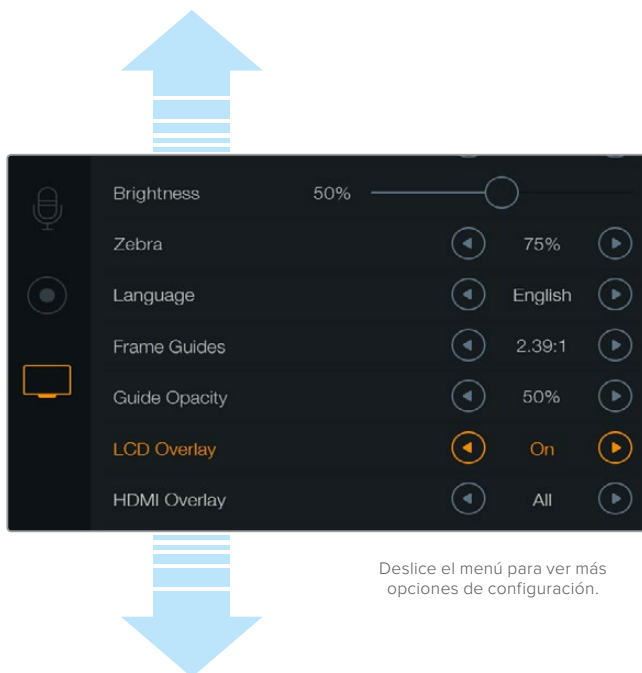 Brightness 50%
Zebra 75%
Language English
Frame Guides 2.39:1
Guide Opacity 50%
LCD Overlay On
HDMI Overlay All
Deslice el menú para ver más
opciones de configuración.